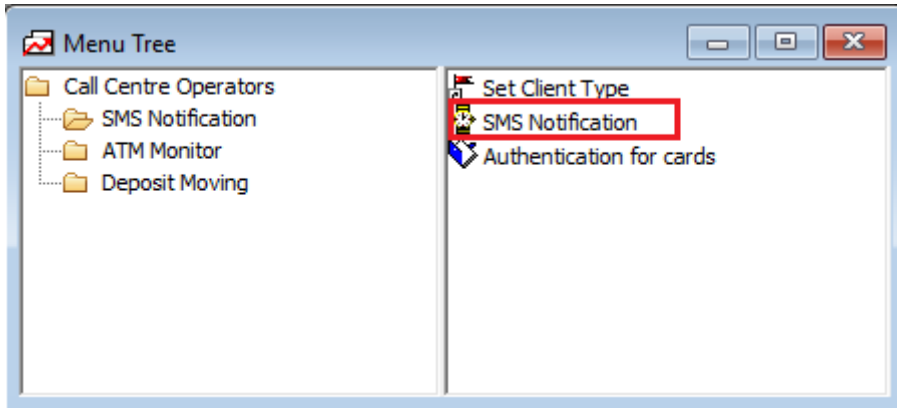 Menu Tree
Call Centre Operators
SMS Notification
ATM Monitor
Deposit Moving
Set Client Type
SMS Notification
Authentication for cards